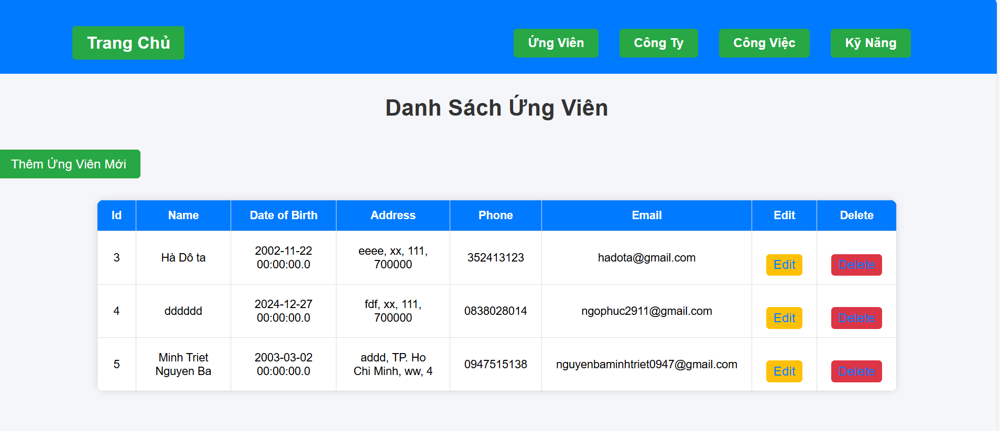 Trang Chủ Ứng Viên Công Ty Công Việc Kỹ Năng
Danh Sách Ứng Viên
Thêm Ứng Viên Mới
Id Name Date of Birth Address Phone Email Edit Delete
3 Hà Dô ta 2002-11-22 00:00:00.0 eeee, xx, 111, 700000 352413123 hadota@gmail.com Edit Delete
4 dddddd 2024-12-27 00:00:00.0 fdf, xx, 111, 700000 0838028014 ngophuc2911@gmail.com Edit Delete
5 Minh Triet Nguyen Ba 2003-03-02 00:00:00.0 addd, TP. Ho Chi Minh, ww, 4 0947515138 nguyenbaminhtriet0947@gmail.com Edit Delete